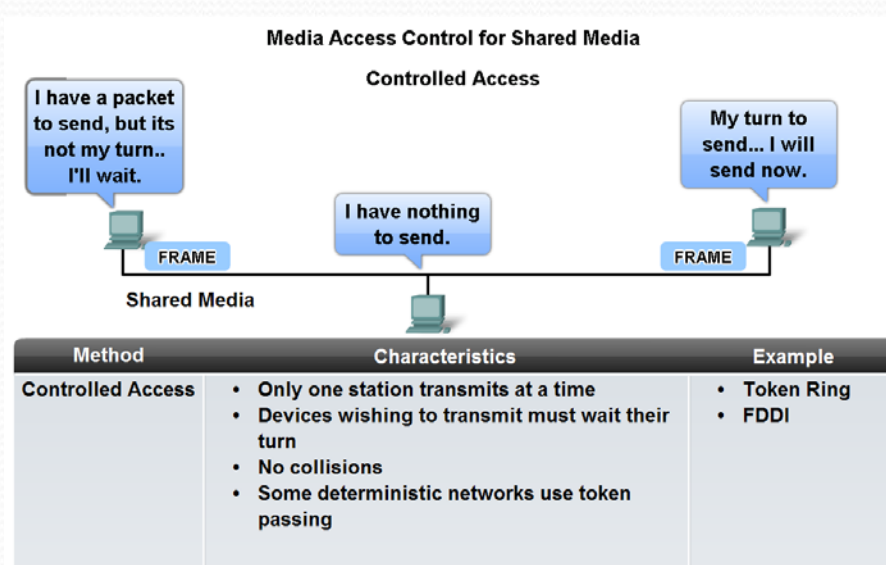 Media Access Control for Shared Media
Controlled Access
I have a packet
to send, but its
not my turn..
I'll wait.
My turn to
send... I will
send now.
I have nothing
to send.
FRAME
FRAME
Shared Media
Method
Characteristics
Example
Controlled Access
• Only one station transmits at a time
• Devices wishing to transmit must wait their
turn
• No collisions
• Some deterministic networks use token
passing
• Token Ring
• FDDI